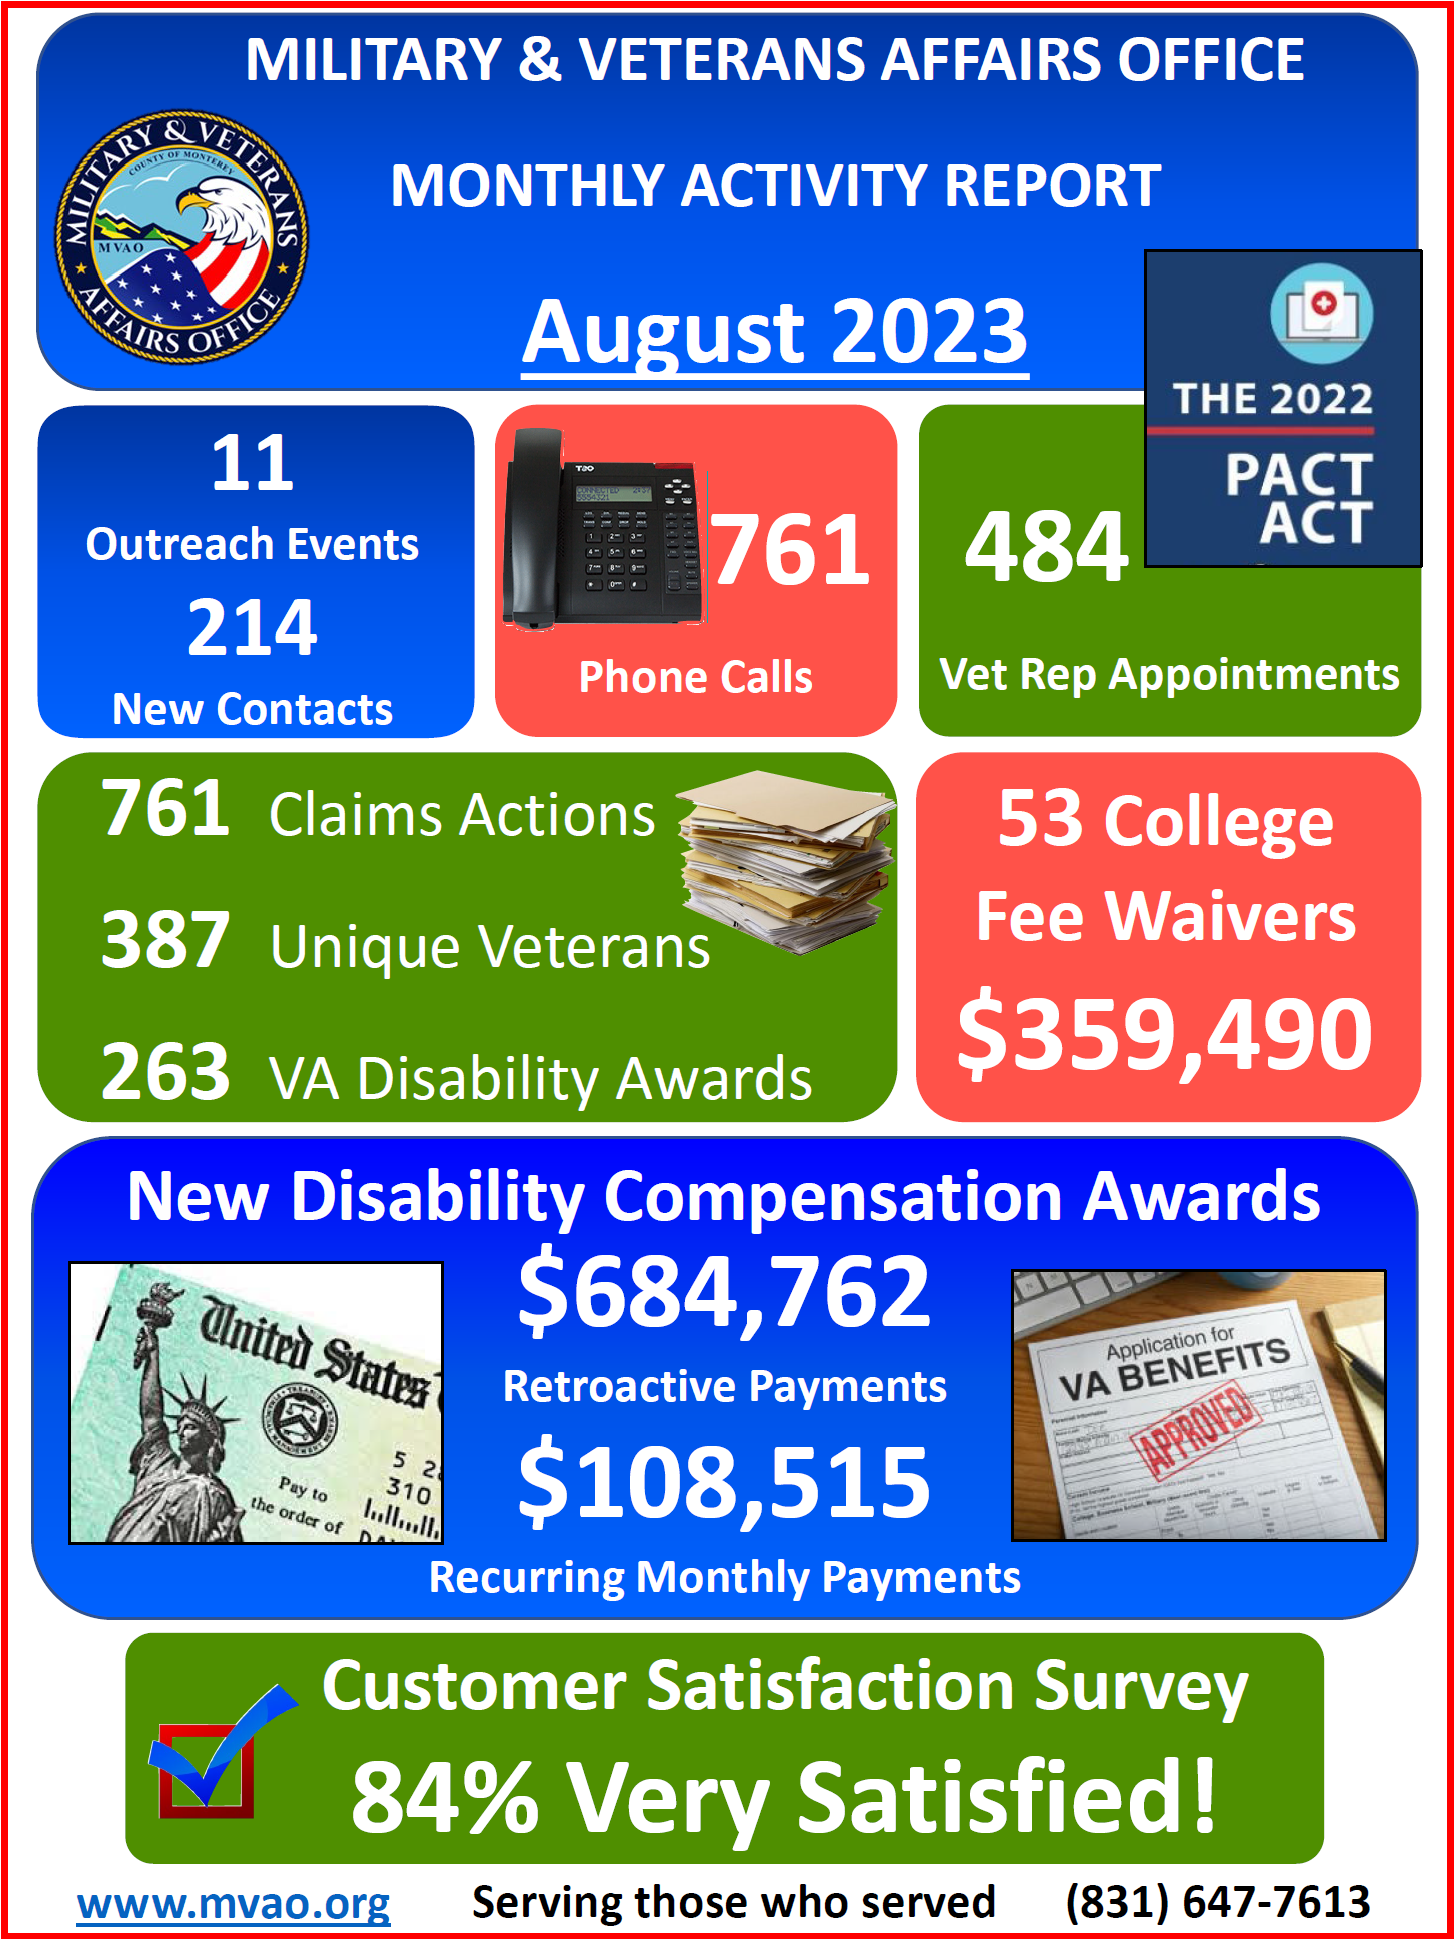 MILITARY & VETERANS AFFAIRS OFFICE
MILITARY & VETERANS
COUNTY OF MONTEREY
MVAO
AFFAIRS OFFICE
MONTHLY ACTIVITY REPORT
August 2023
THE 2022
PACT
ACT
11
Outreach Events
214
New Contacts
761
Phone Calls
484
Vet Rep Appointments
761 Claims Actions
387 Unique Veterans
263 VA Disability Awards
53 College
Fee Waivers
$359,490
New Disability Compensation Awards
$684,762
Retroactive Payments
$108,515
Recurring Monthly Payments
United States
Pay to
the order of
310
Application for
VA BENEFITS
APPROVED
Customer Satisfaction Survey
84% Very Satisfied!
www.mvao.org Serving those who served (831) 647-7613